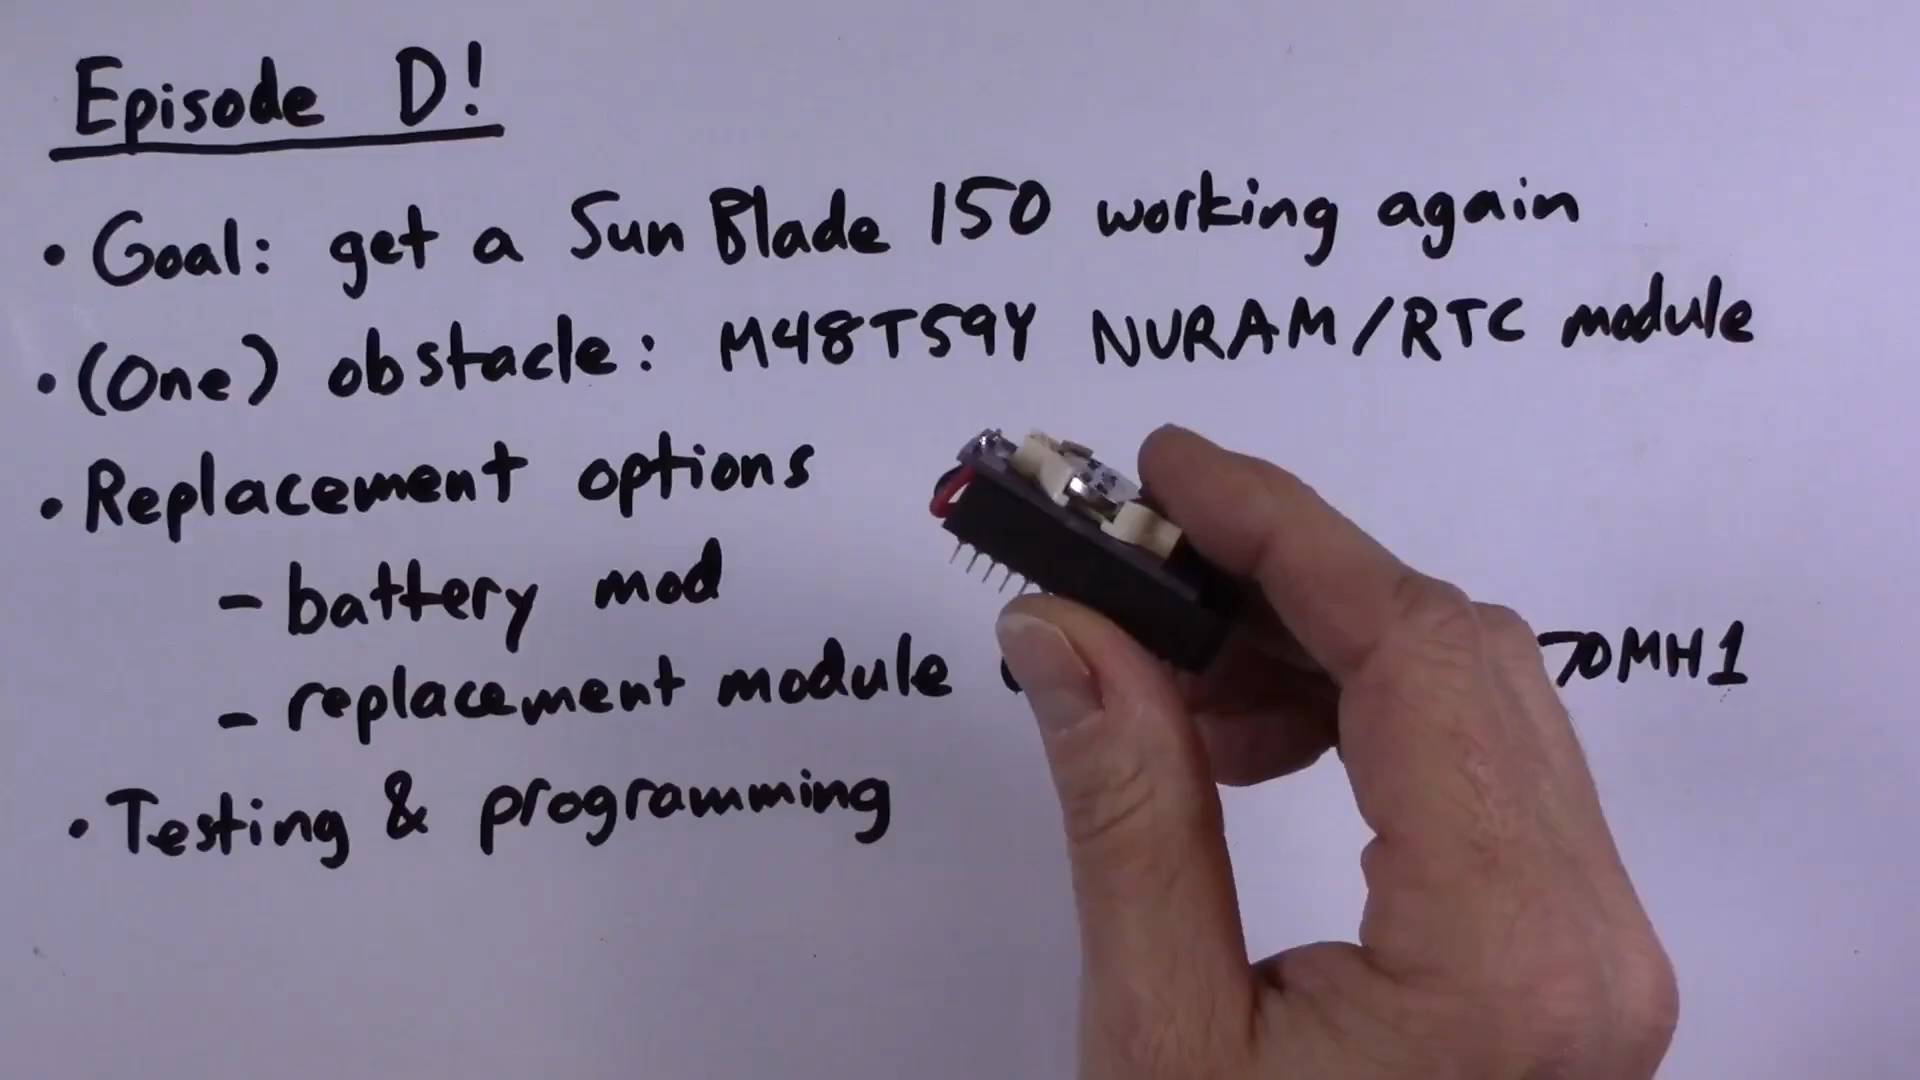 Episode D!
• Goal: get a Sun Blade 150 working again
• (One) obstacle: M48T59Y NVRAM/RTC module
• Replacement options
- battery mod
- replacement module 70MH1
• Testing & programming